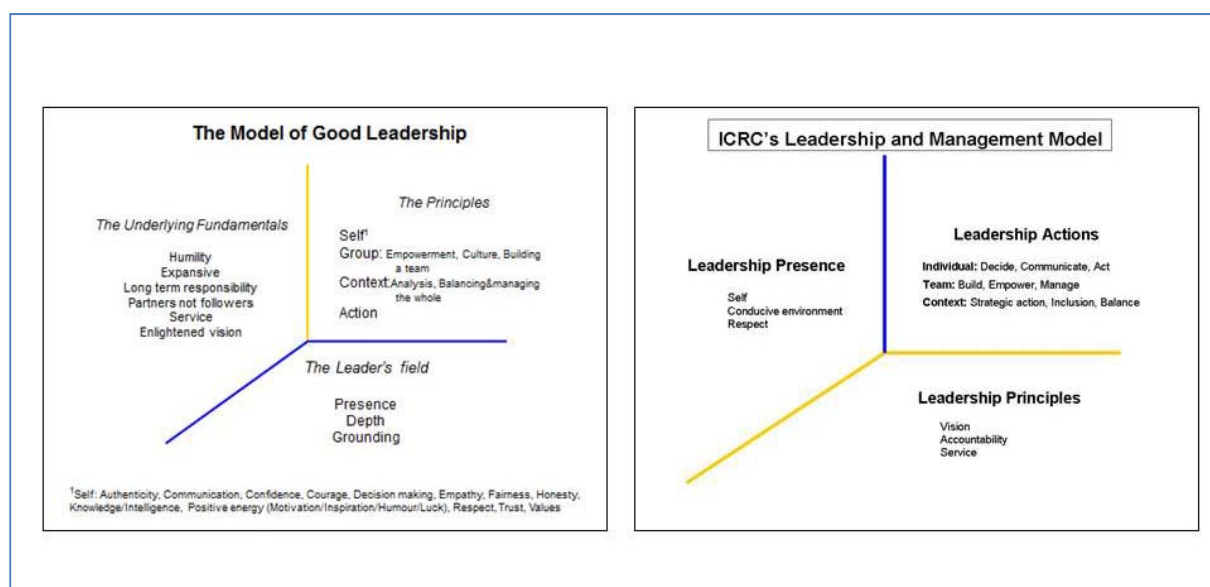 The Model of Good Leadership
The Underlying Fundamentals
Humility
Expansive
Long term responsibility
Partners not followers
Service
Enlightened vision
The Principles
Self¹
Group: Empowerment, Culture, Building
a team
Context:Analysis, Balancing&managing
the whole
Action
The Leader's field
Presence
Depth
Grounding
¹Self: Authenticity, Communication, Confidence, Courage, Decision making, Empathy, Fairness, Honesty,
Knowledge/Intelligence, Positive energy (Motivation/Inspiration/Humour/Luck), Respect, Trust, Values
ICRC's Leadership and Management Model
Leadership Presence
Self
Conducive environment
Respect
Leadership Actions
Individual: Decide, Communicate, Act
Team: Build, Empower, Manage
Context: Strategic action, Inclusion, Balance
Leadership Principles
Vision
Accountability
Service